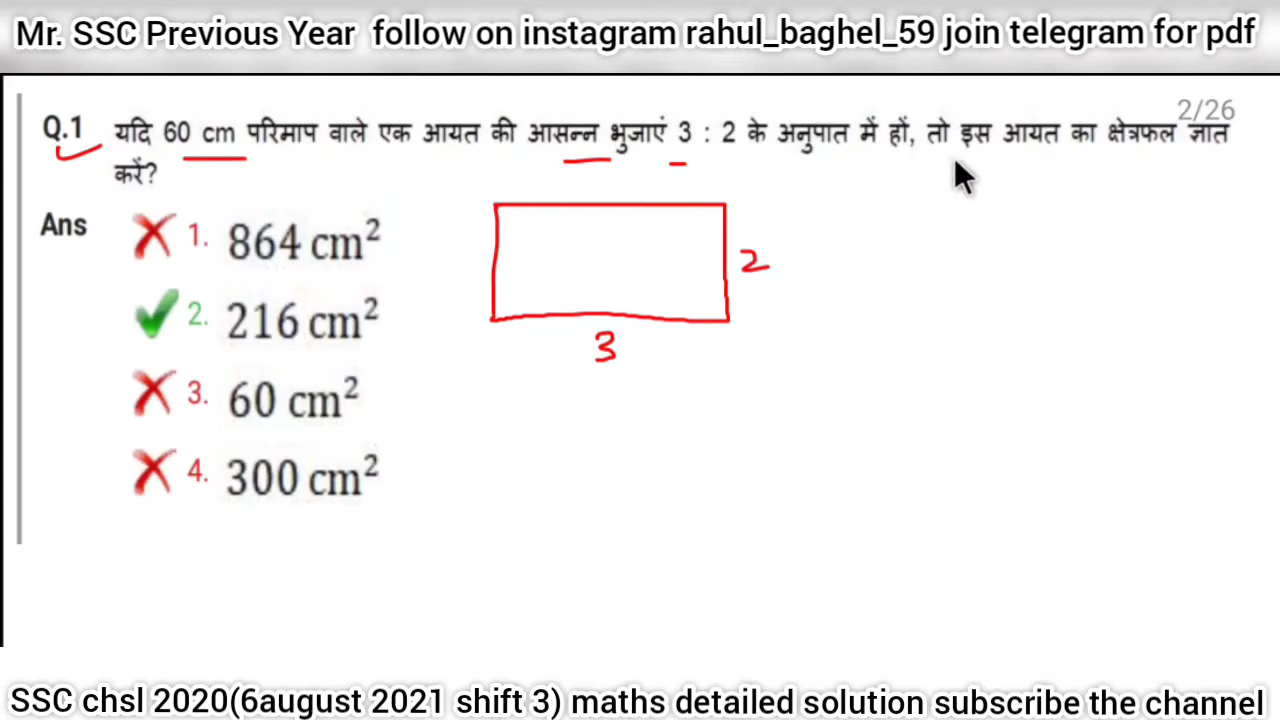 Mr. SSC Previous Year follow on instagram rahul_baghel_59 join telegram for pdf
2/26
Q.1 यदि 60 cm परिमाप वाले एक आयत की आसन्न भुजाएं 3 : 2 के अनुपात में हों, तो इस आयत का क्षेत्रफल ज्ञात
करें?
Ans 1. 864 cm²
2. 216 cm²
3. 60 cm²
4. 300 cm²
2
3
SSC chsl 2020(6august 2021 shift 3) maths detailed solution subscribe the channel